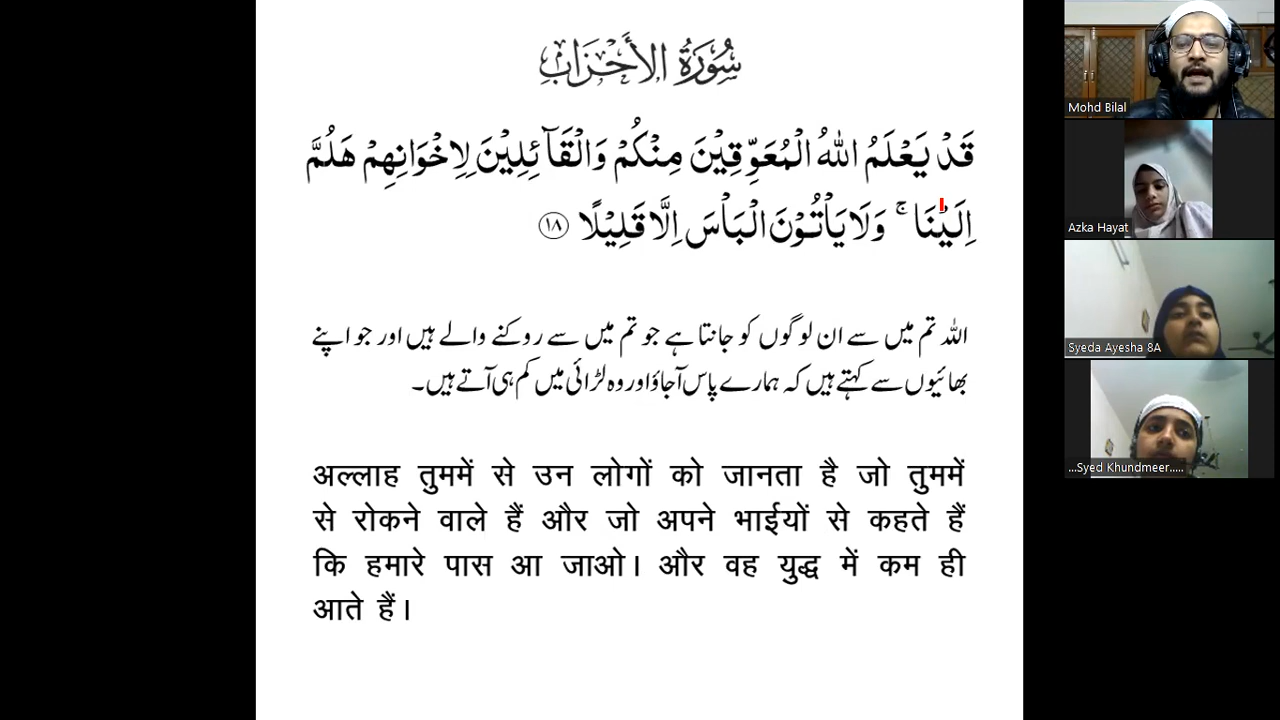 سُوْرَةُ الأَحْزَابِ
قَدْ يَعْلَمُ اللّٰهُ الْمُعَوِّقِيْنَ مِنْكُمْ وَالْقَآئِلِيْنَ لِاِخْوَانِهِمْ هَلُمَّ
اِلَيْنَا ۚ وَلَا يَاْتُوْنَ الْبَاْسَ اِلَّا قَلِيْلًا ۝١٨
اللہ تم میں سے ان لوگوں کو جانتا ہے جو تم میں سے روکنے والے ہیں اور جو اپنے
بھائیوں سے کہتے ہیں کہ ہمارے پاس آجاؤ اور وہ لڑائی میں کم ہی آتے ہیں۔
अल्लाह तुममें से उन लोगों को जानता है जो तुममें
से रोकने वाले हैं और जो अपने भाईयों से कहते हैं
कि हमारे पास आ जाओ। और वह युद्ध में कम ही
आते हैं।
Mohd Bilal
Azka Hayat
Syeda Ayesha 8A
...Syed Khundmeer.....